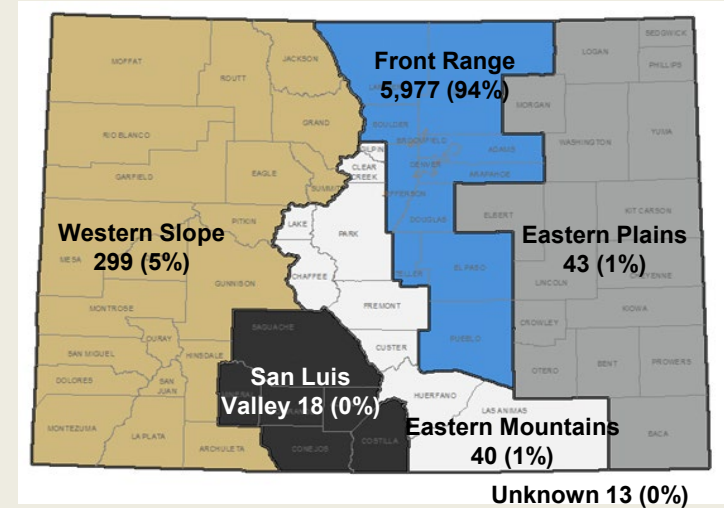 SEDGWICK
LOGAN
MOFFAT
JACKSON
ROUTT
Front Range
5,977 (94%)
PHILLIPS
MORGAN
GRAND
BOULDER
RIO BLANCO
BROOMFIELD
WASHINGTON
YUMA
ADAMS
GILPIN
DENVER
CLEAR
CREEK
ARAPAHOE
GARFIELD
EAGLE
SUMMIT
JEFFERSON
DOUGLAS
ELBERT
KIT CARSON
PITKIN
LAKE
PARK
Western Slope
299 (5%)
Eastern Plains
43 (1%)
MESA
TELLER
EL PASO
CHEYENNE
CHAFFEE
LINCOLN
GUNNISON
FREMONT
MONTROSE
KIOWA
CROWLEY
SAGUACHE
PUEBLO
OURAY
CUSTER
SAN MIGUEL
HINSDALE
BENT
PROWERS
OTERO
DOLORES
SAN
JUAN
San Luis
Valley 18 (0%)
HUERFANO
LAS ANIMAS
MONTEZUMA
LA PLATA
ARCHULETA
CONEJOS
COSTILLA
Eastern Mountains
40 (1%)
BACA
Unknown 13 (0%)